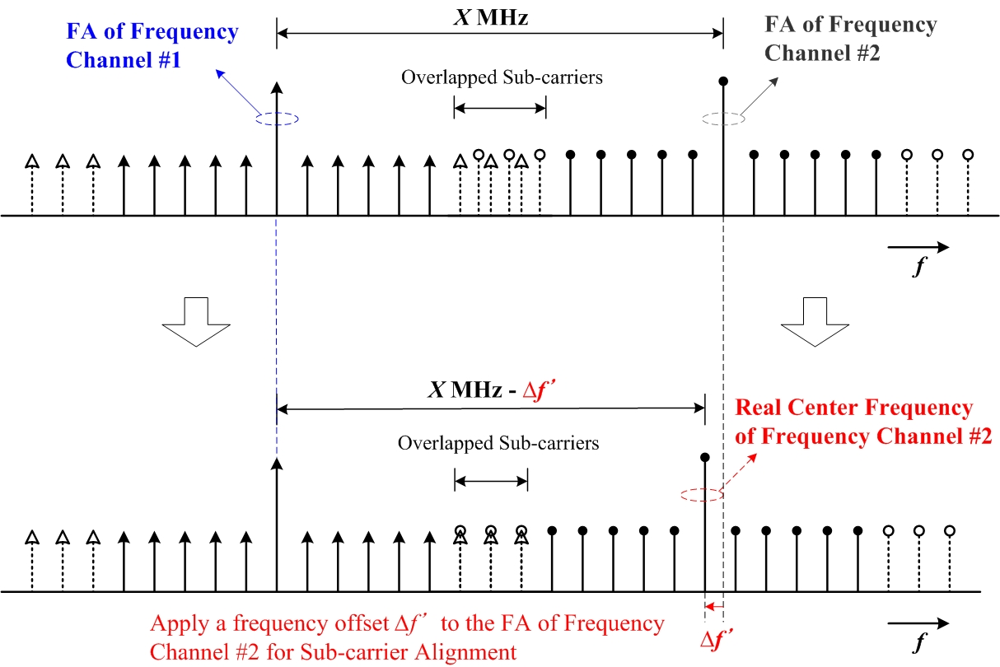 X MHz
FA of Frequency
Channel #1
FA of Frequency
Channel #2
Overlapped Sub-carriers
f
X MHz - Δf’
Real Center Frequency
of Frequency Channel #2
Overlapped Sub-carriers
Apply a frequency offset Δf’ to the FA of Frequency
Channel #2 for Sub-carrier Alignment
Δf’
f